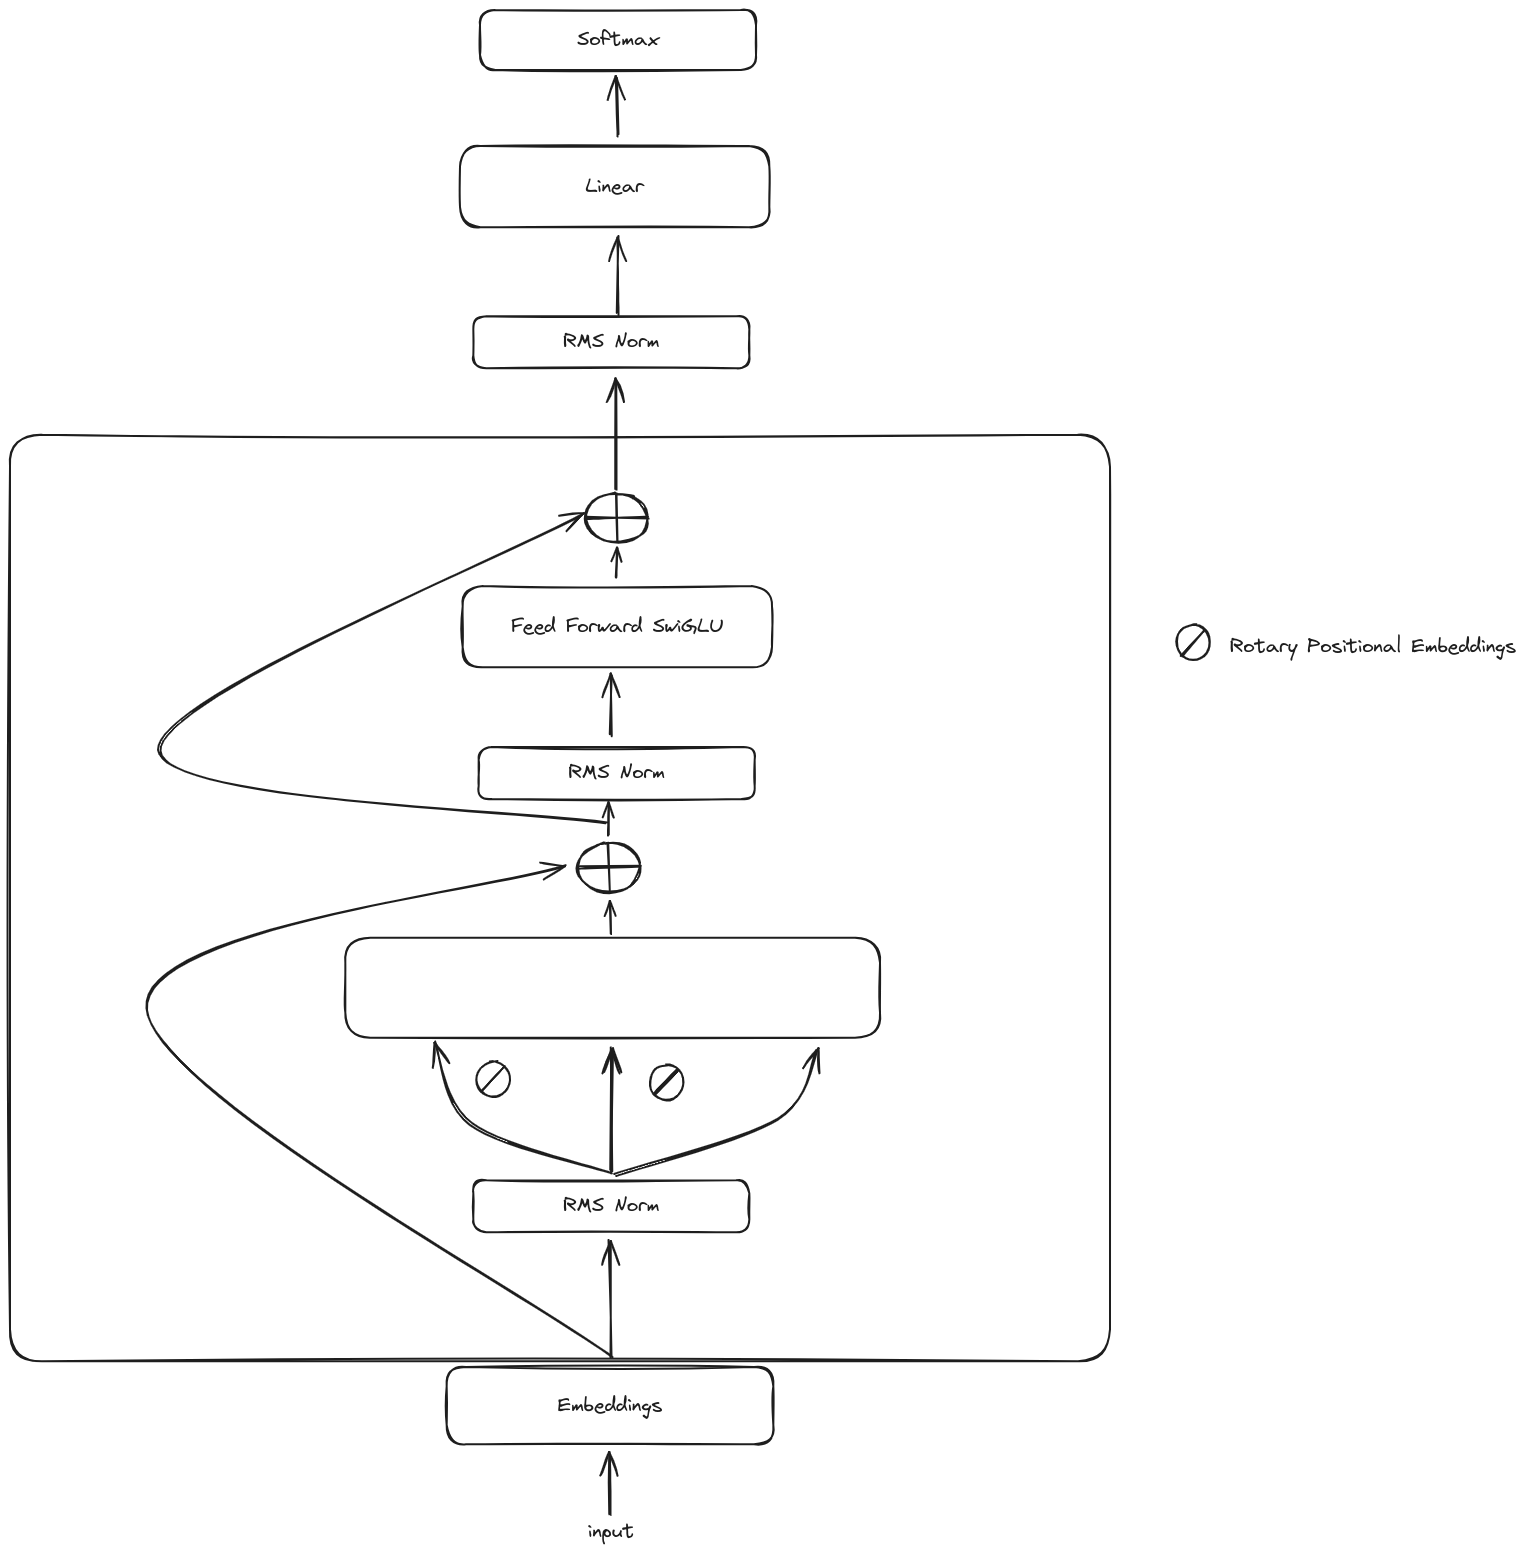 Softmax
Linear
RMS Norm
Feed Forward SwiGLU
Rotary Positional Embeddings
RMS Norm
RMS Norm
Embeddings
input